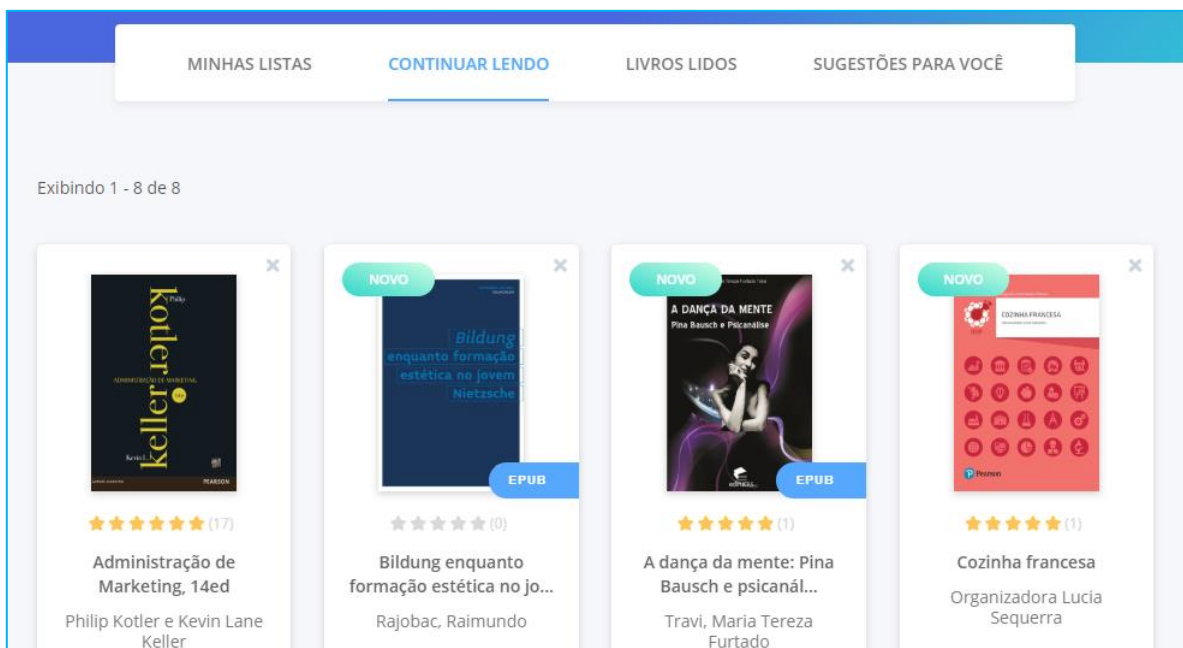 MINHAS LISTAS
CONTINUAR LENDO
LIVROS LIDOS
SUGESTÕES PARA VOCÊ
Exibindo 1 - 8 de 8
Philip
Kotler
ADMINISTRAÇÃO DE MARKETING
14ed
Keller
Kevin L.
PEARSON
(17)
Administração de
Marketing, 14ed
Philip Kotler e Kevin Lane
Keller
NOVO
Bildung
enquanto formação
estética no jovem
Nietzsche
EPUB
(0)
Bildung enquanto
formação estética no jo...
Rajobac, Raimundo
NOVO
A DANÇA DA MENTE
Pina Bausch e Psicanálise
EPUB
(1)
A dança da mente: Pina
Bausch e psicanál...
Travi, Maria Tereza
Furtado
NOVO
COZINHA FRANCESA
Pearson
(1)
Cozinha francesa
Organizadora Lucia
Sequerra